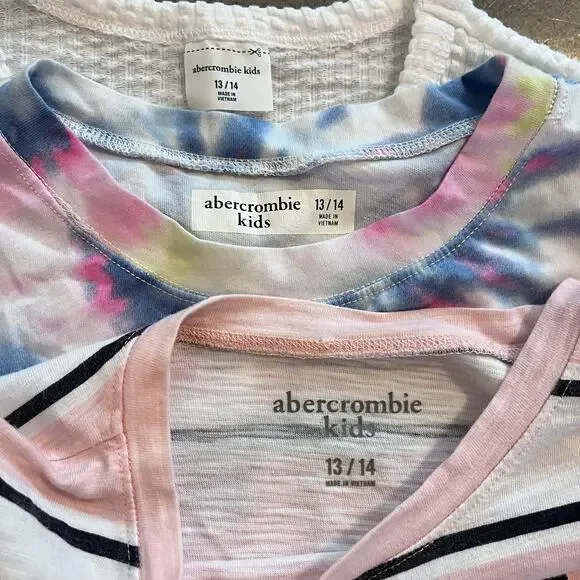 abercrombie kids
13 / 14
MADE IN
VIETNAM
abercrombie
kids
13 / 14
MADE IN
VIETNAM
abercrombie
kids
13 / 14
MADE IN VIETNAM